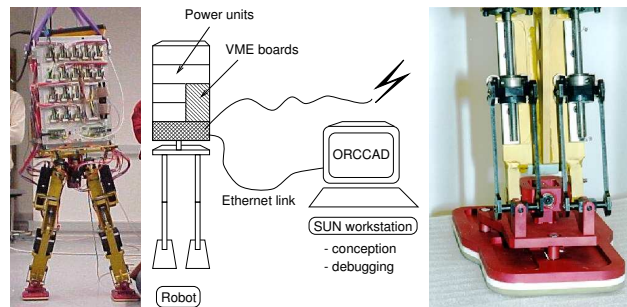 Power units
VME boards
ORCCAD
Ethernet link
SUN workstation
- conception
- debugging
Robot